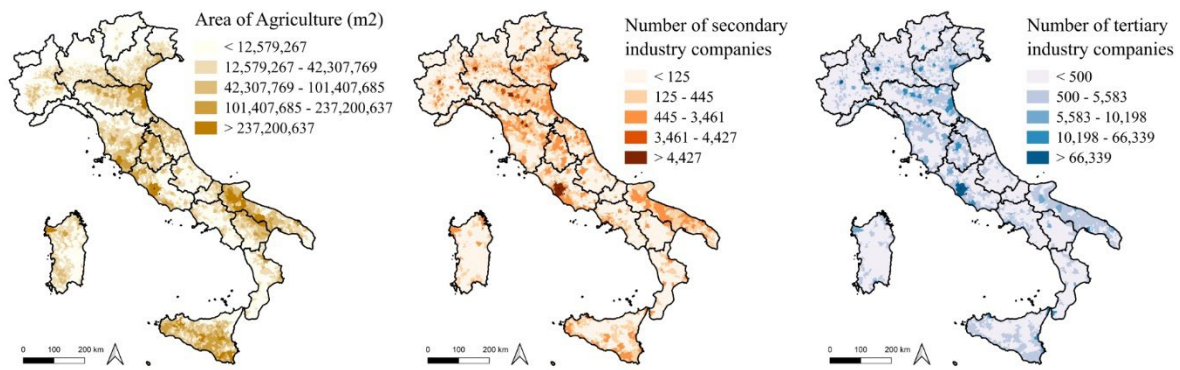 Area of Agriculture (m2)
< 12,579,267
12,579,267 - 42,307,769
42,307,769 - 101,407,685
101,407,685 - 237,200,637
> 237,200,637
0 100 200 km
Number of secondary
industry companies
< 125
125 - 445
445 - 3,461
3,461 - 4,427
> 4,427
0 100 200 km
Number of tertiary
industry companies
< 500
500 - 5,583
5,583 - 10,198
10,198 - 66,339
> 66,339
0 100 200 km